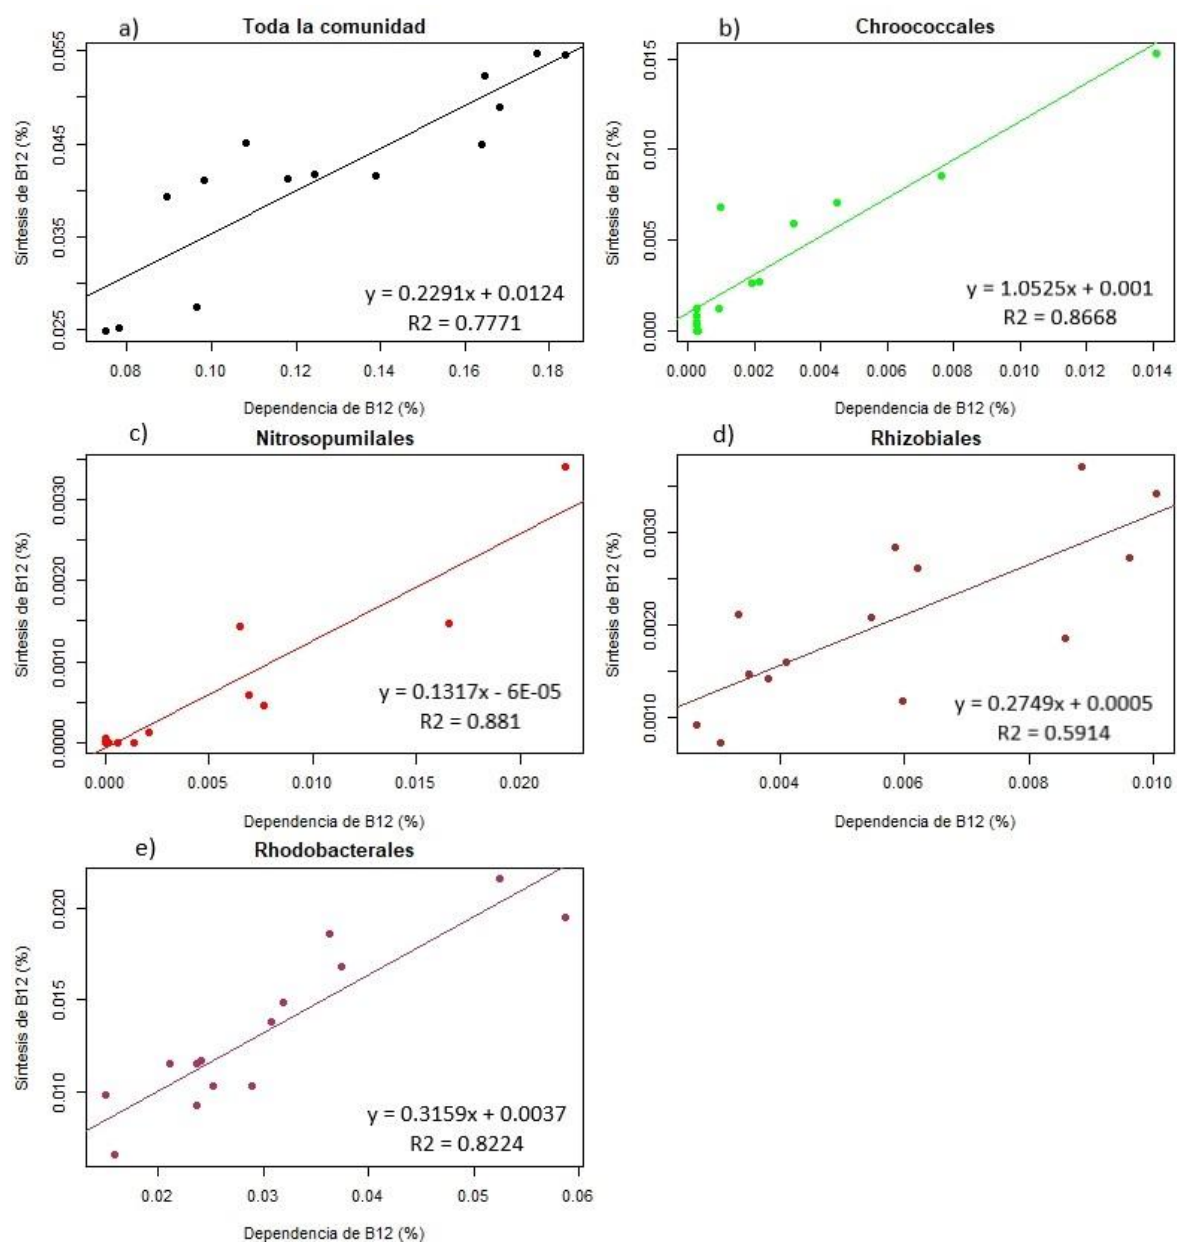 a)
Toda la comunidad
Síntesis de B12 (%)
0.055
0.045
0.035
0.025
y = 0.2291x + 0.0124
R2 = 0.7771
0.08 0.10 0.12 0.14 0.16 0.18
Dependencia de B12 (%)
b)
Chroococcales
Síntesis de B12 (%)
0.015
0.010
0.005
0.000
y = 1.0525x + 0.001
R2 = 0.8668
0.000 0.002 0.004 0.006 0.008 0.010 0.012 0.014
Dependencia de B12 (%)
c)
Nitrosopumilales
Síntesis de B12 (%)
0.0030
0.0020
0.0010
0.0000
y = 0.1317x - 6E-05
R2 = 0.881
0.000 0.005 0.010 0.015 0.020
Dependencia de B12 (%)
d)
Rhizobiales
Síntesis de B12 (%)
0.0030
0.0020
0.0010
y = 0.2749x + 0.0005
R2 = 0.5914
0.004 0.006 0.008 0.010
Dependencia de B12 (%)
e)
Rhodobacterales
Síntesis de B12 (%)
0.020
0.015
0.010
y = 0.3159x + 0.0037
R2 = 0.8224
0.02 0.03 0.04 0.05 0.06
Dependencia de B12 (%)